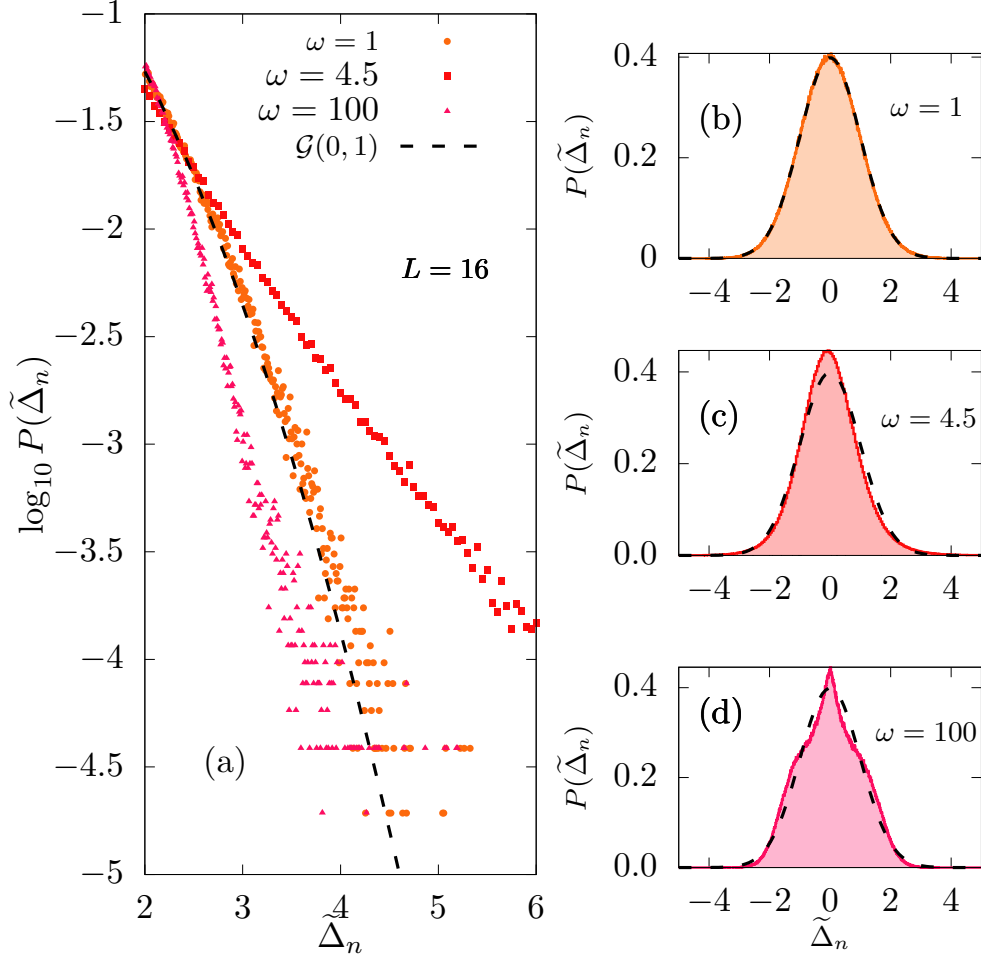 −1
−1.5
−2
−2.5
−3
−3.5
−4
−4.5
−5
log₁₀ P(Δ̃ₙ)
ω = 1
ω = 4.5
ω = 100
𝒢(0, 1)
L = 16
(a)
2 3 4 5 6
Δ̃ₙ
0.4
0.2
0
P(Δ̃ₙ)
(b)
ω = 1
−4 −2 0 2 4
0.4
0.2
0.0
P(Δ̃ₙ)
(c)
ω = 4.5
−4 −2 0 2 4
0.4
0.2
0.0
P(Δ̃ₙ)
(d)
ω = 100
−4 −2 0 2 4
Δ̃ₙ